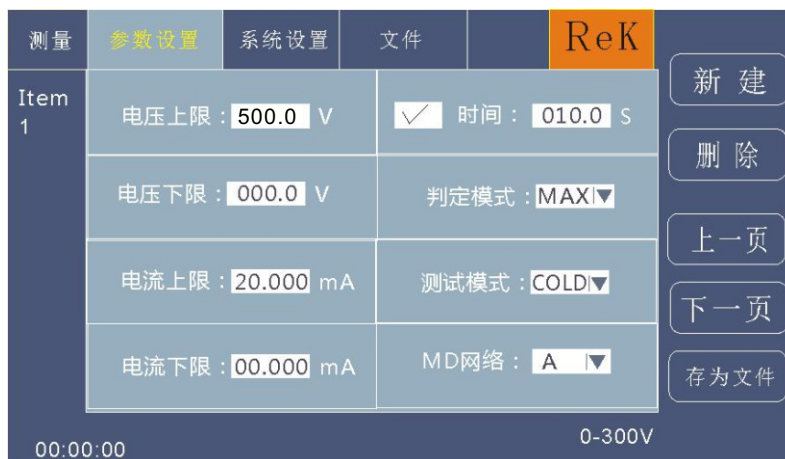 测量 参数设置 系统设置 文件 ReK
Item
1
电压上限：500.0 V
时间： 010.0 S
电压下限：000.0 V
判定模式：MAX
电流上限：20.000 mA
测试模式：COLD
电流下限：00.000 mA
MD网络： A
新 建
删 除
上一页
下一页
存为文件
00:00:00
0-300V